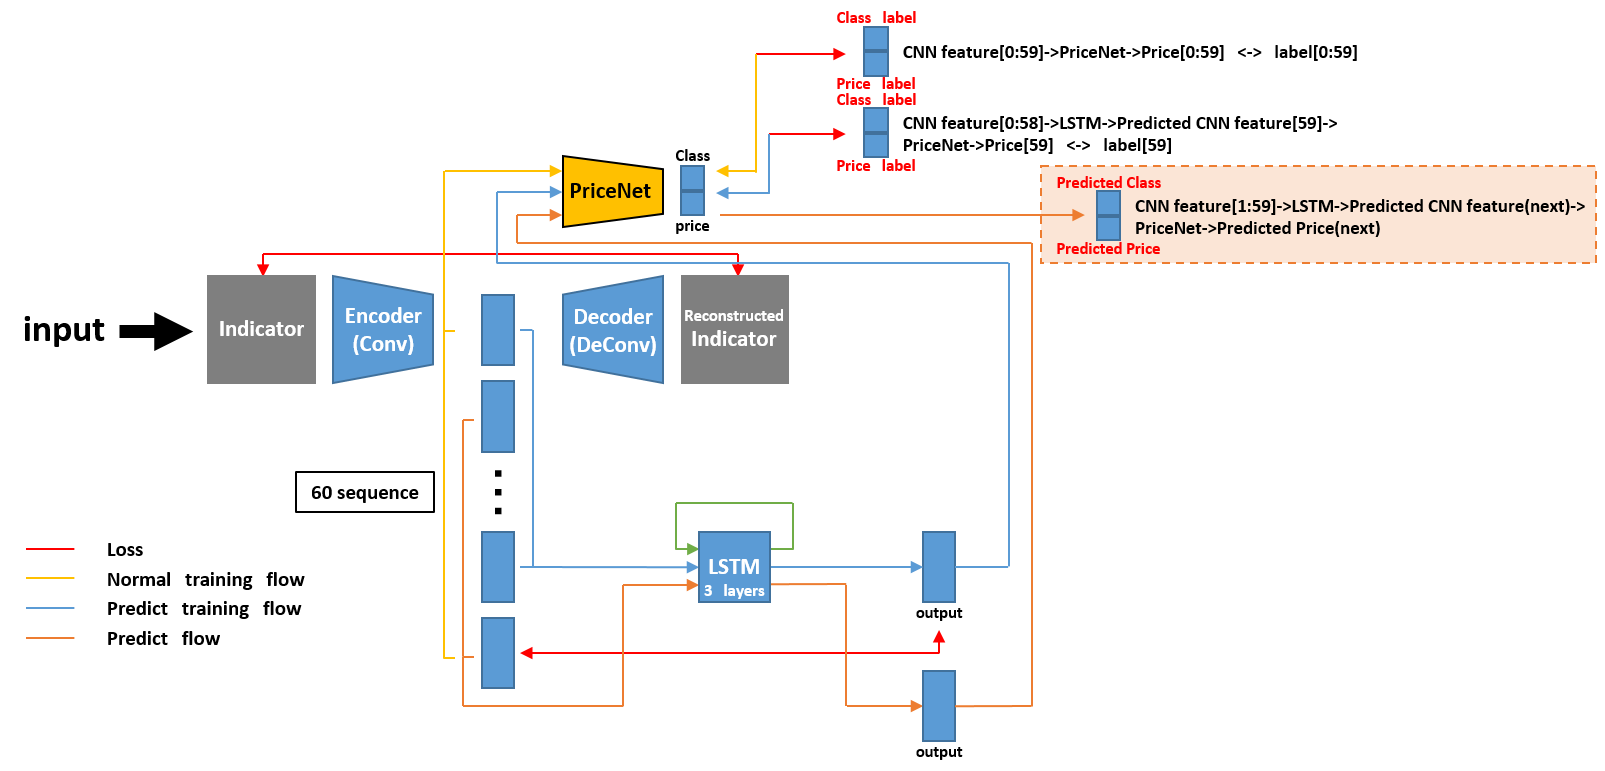 Class label
CNN feature[0:59]->PriceNet->Price[0:59] <-> label[0:59]
Price label
Class label
CNN feature[0:58]->LSTM->Predicted CNN feature[59]->
PriceNet->Price[59] <-> label[59]
Price label
Class
PriceNet
price
Predicted Class
CNN feature[1:59]->LSTM->Predicted CNN feature(next)->
PriceNet->Predicted Price(next)
Predicted Price
input
Indicator
Encoder
(Conv)
Decoder
(DeConv)
Reconstructed
Indicator
60 sequence
LSTM
3 layers
output
output
Loss
Normal training flow
Predict training flow
Predict flow